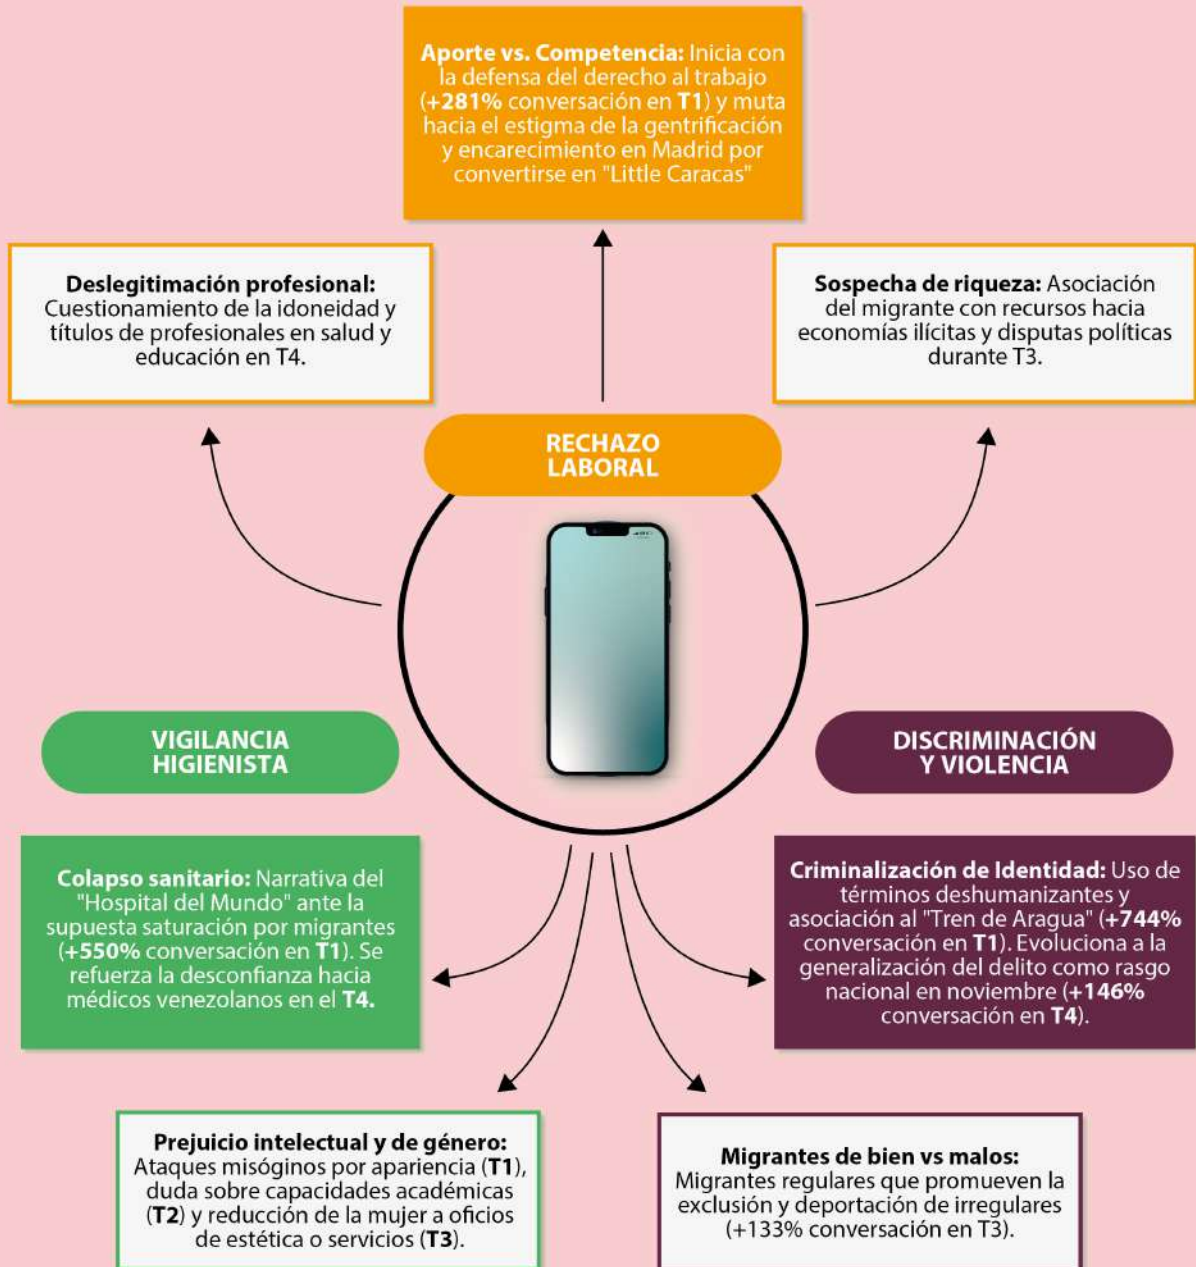 Aporte vs. Competencia: Inicia con
la defensa del derecho al trabajo
(+281% conversación en T1) y muta
hacia el estigma de la gentrificación
y encarecimiento en Madrid por
convertirse en "Little Caracas"
Deslegitimación profesional:
Cuestionamiento de la idoneidad y
títulos de profesionales en salud y
educación en T4.
Sospecha de riqueza: Asociación
del migrante con recursos hacia
economías ilícitas y disputas políticas
durante T3.
RECHAZO
LABORAL
VIGILANCIA
HIGIENISTA
DISCRIMINACIÓN
Y VIOLENCIA
Colapso sanitario: Narrativa del
"Hospital del Mundo" ante la
supuesta saturación por migrantes
(+550% conversación en T1). Se
refuerza la desconfianza hacia
médicos venezolanos en el T4.
Criminalización de Identidad: Uso de
términos deshumanizantes y
asociación al "Tren de Aragua" (+744%
conversación en T1). Evoluciona a la
generalización del delito como rasgo
nacional en noviembre (+146%
conversación en T4).
Prejuicio intelectual y de género:
Ataques misóginos por apariencia (T1),
duda sobre capacidades académicas
(T2) y reducción de la mujer a oficios
de estética o servicios (T3).
Migrantes de bien vs malos:
Migrantes regulares que promueven la
exclusión y deportación de irregulares
(+133% conversación en T3).